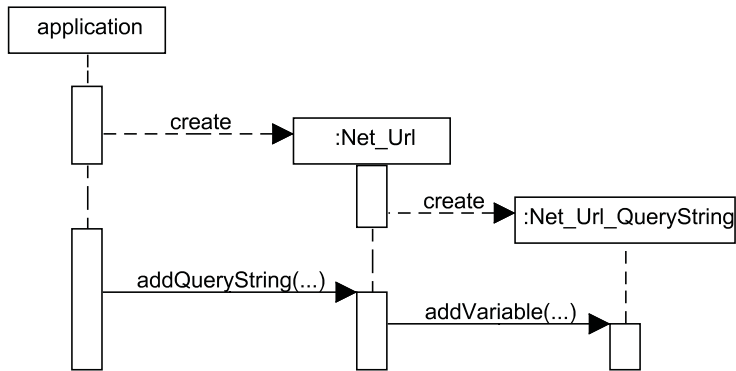 application
create
:Net_Url
create
:Net_Url_QueryString
addQueryString(...)
addVariable(...)